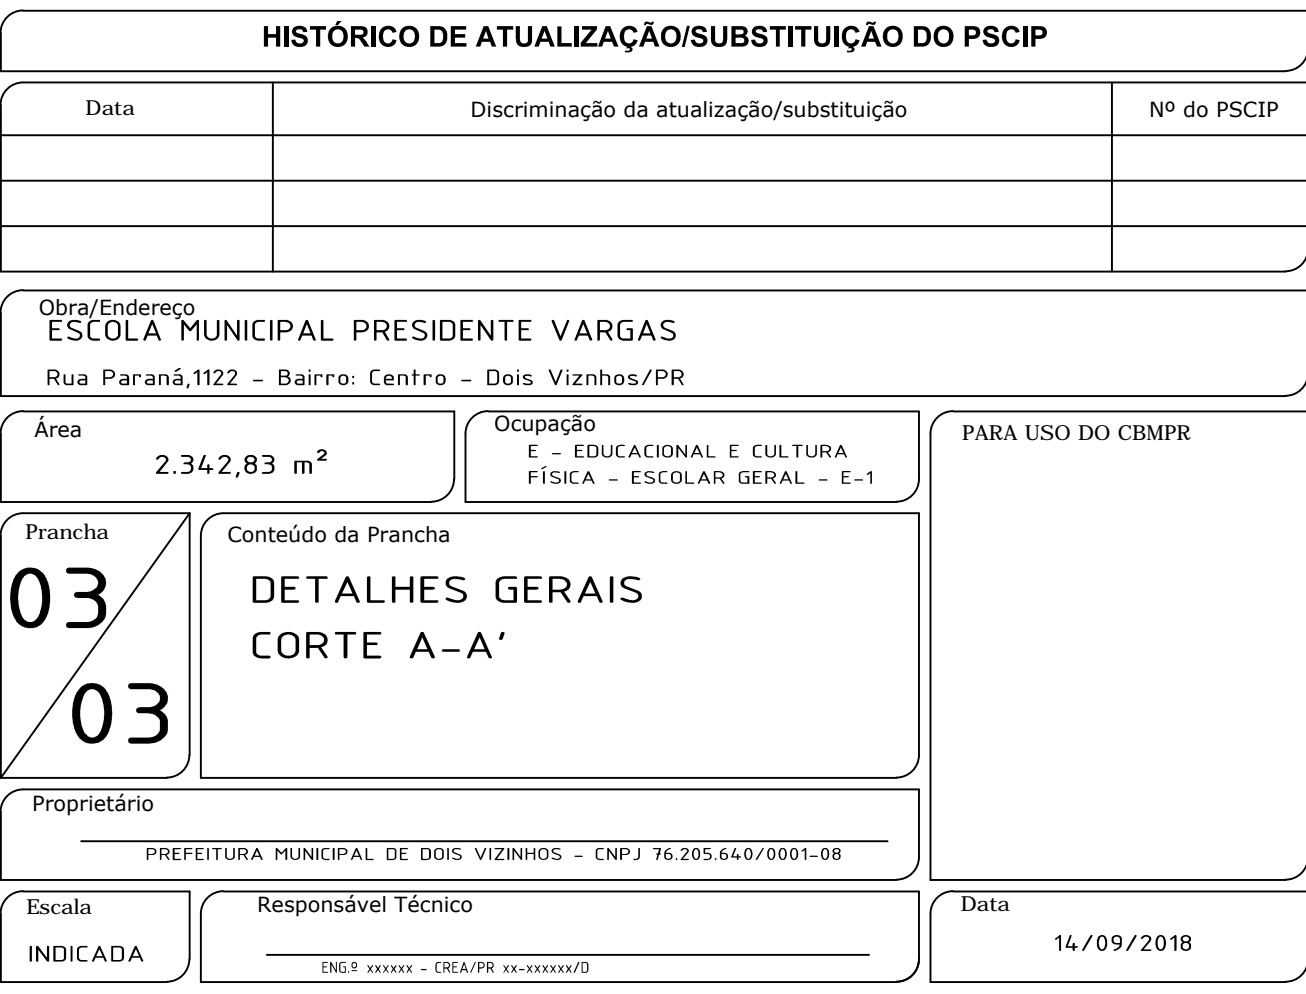 HISTÓRICO DE ATUALIZAÇÃO/SUBSTITUIÇÃO DO PSCIP
Data Discriminação da atualização/substituição Nº do PSCIP
Obra/Endereço
ESCOLA MUNICIPAL PRESIDENTE VARGAS
Rua Paraná,1122 - Bairro: Centro - Dois Viznhos/PR
Área
2.342,83 m²
Ocupação
E - EDUCACIONAL E CULTURA
FÍSICA - ESCOLAR GERAL - E-1
PARA USO DO CBMPR
Prancha
03
03
Conteúdo da Prancha
DETALHES GERAIS
CORTE A-A'
Proprietário
PREFEITURA MUNICIPAL DE DOIS VIZINHOS - CNPJ 76.205.640/0001-08
Escala
INDICADA
Responsável Técnico
ENG.º xxxxxx - CREA/PR xx-xxxxxx/D
Data
14/09/2018